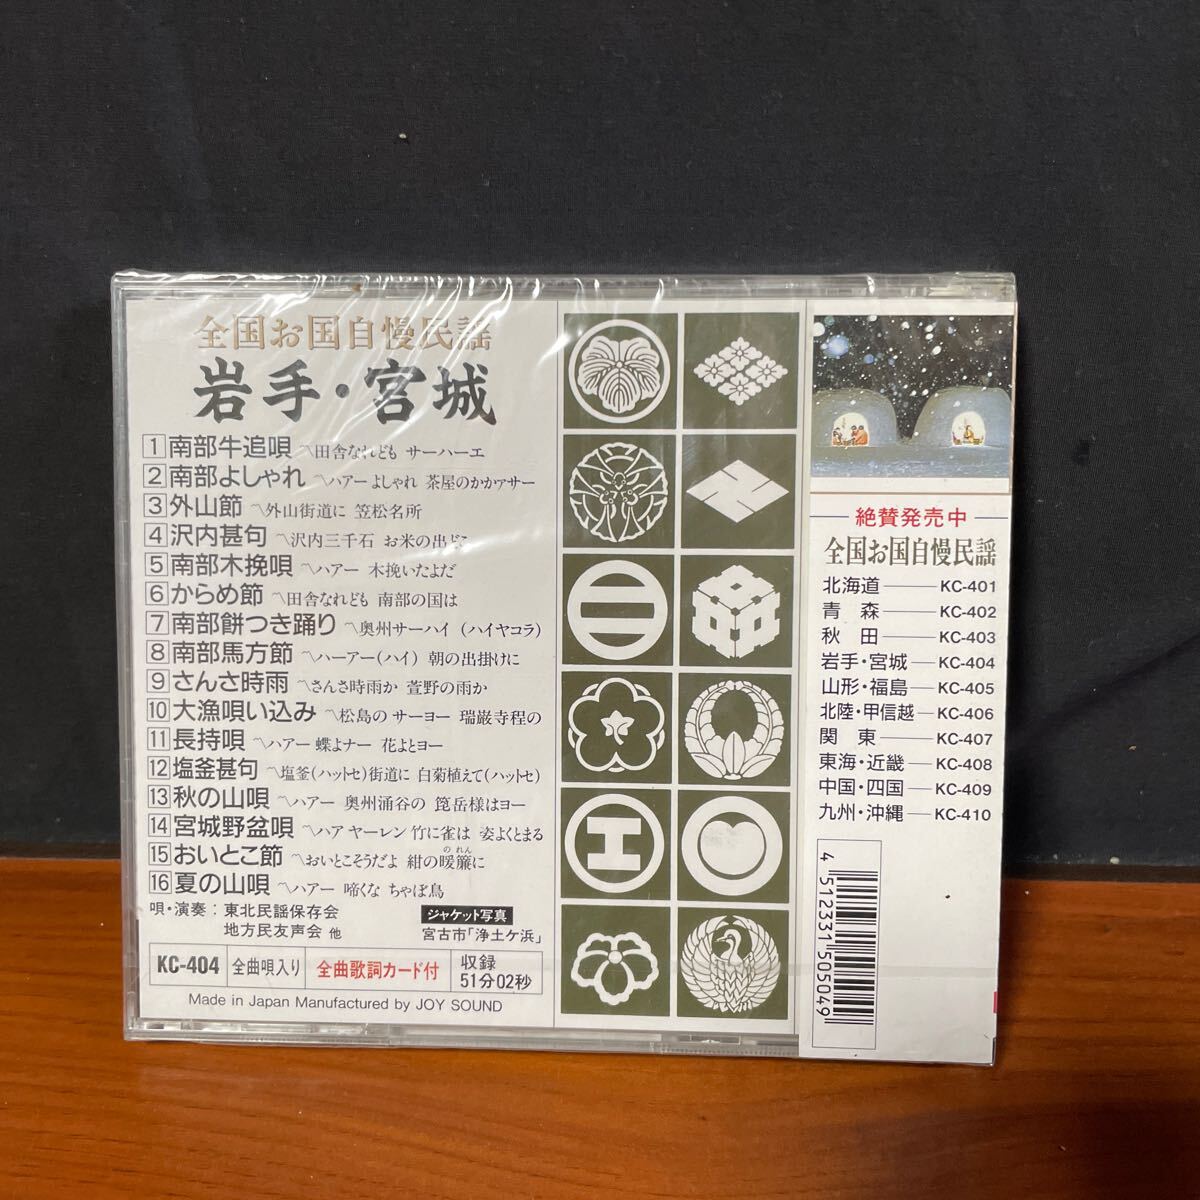 全国お国自慢民謡
岩手・宮城
1 南部牛追唄 〽田舎なれども サーハーエ
2 南部よしゃれ 〽ハアーよしゃれ 茶屋のかかァサー
3 外山節 〽外山街道に 笠松名所
4 沢内甚句 〽沢内三千石 お米の出どこ
5 南部木挽唄 〽ハアー 木挽いたよだ
6 からめ節 〽田舎なれども 南部の国は
7 南部餅つき踊り 〽奥州サーハイ (ハイヤコラ)
8 南部馬方節 〽ハーアー(ハイ) 朝の出掛けに
9 さんさ時雨 〽さんさ時雨か 萱野の雨か
10 大漁唄い込み 〽松島の サーヨー 瑞巌寺程の
11 長持唄 〽ハアー 蝶よナー 花よとヨー
12 塩釜甚句 〽塩釜(ハットセ)街道に 白菊植えて(ハットセ)
13 秋の山唄 〽ハアー 奥州涌谷の 箆岳様はヨー
14 宮城野盆唄 〽ハア ヤーレン 竹に雀は 姿よくとまる
15 おいとこ節 〽おいとこそうだよ 紺の暖簾に
のれん
16 夏の山唄 〽ハアー 啼くな ちゃぼ鳥
唄・演奏：東北民謡保存会
地方民友声会 他
ジャケット写真
宮古市「浄土ケ浜」
KC-404 全曲唄入り 全曲歌詞カード付 収録
51分02秒
Made in Japan Manufactured by JOY SOUND
絶賛発売中
全国お国自慢民謡
北海道 KC-401
青森 KC-402
秋田 KC-403
岩手・宮城 KC-404
山形・福島 KC-405
北陸・甲信越 KC-406
関東 KC-407
東海・近畿 KC-408
中国・四国 KC-409
九州・沖縄 KC-410
4 512331 505049